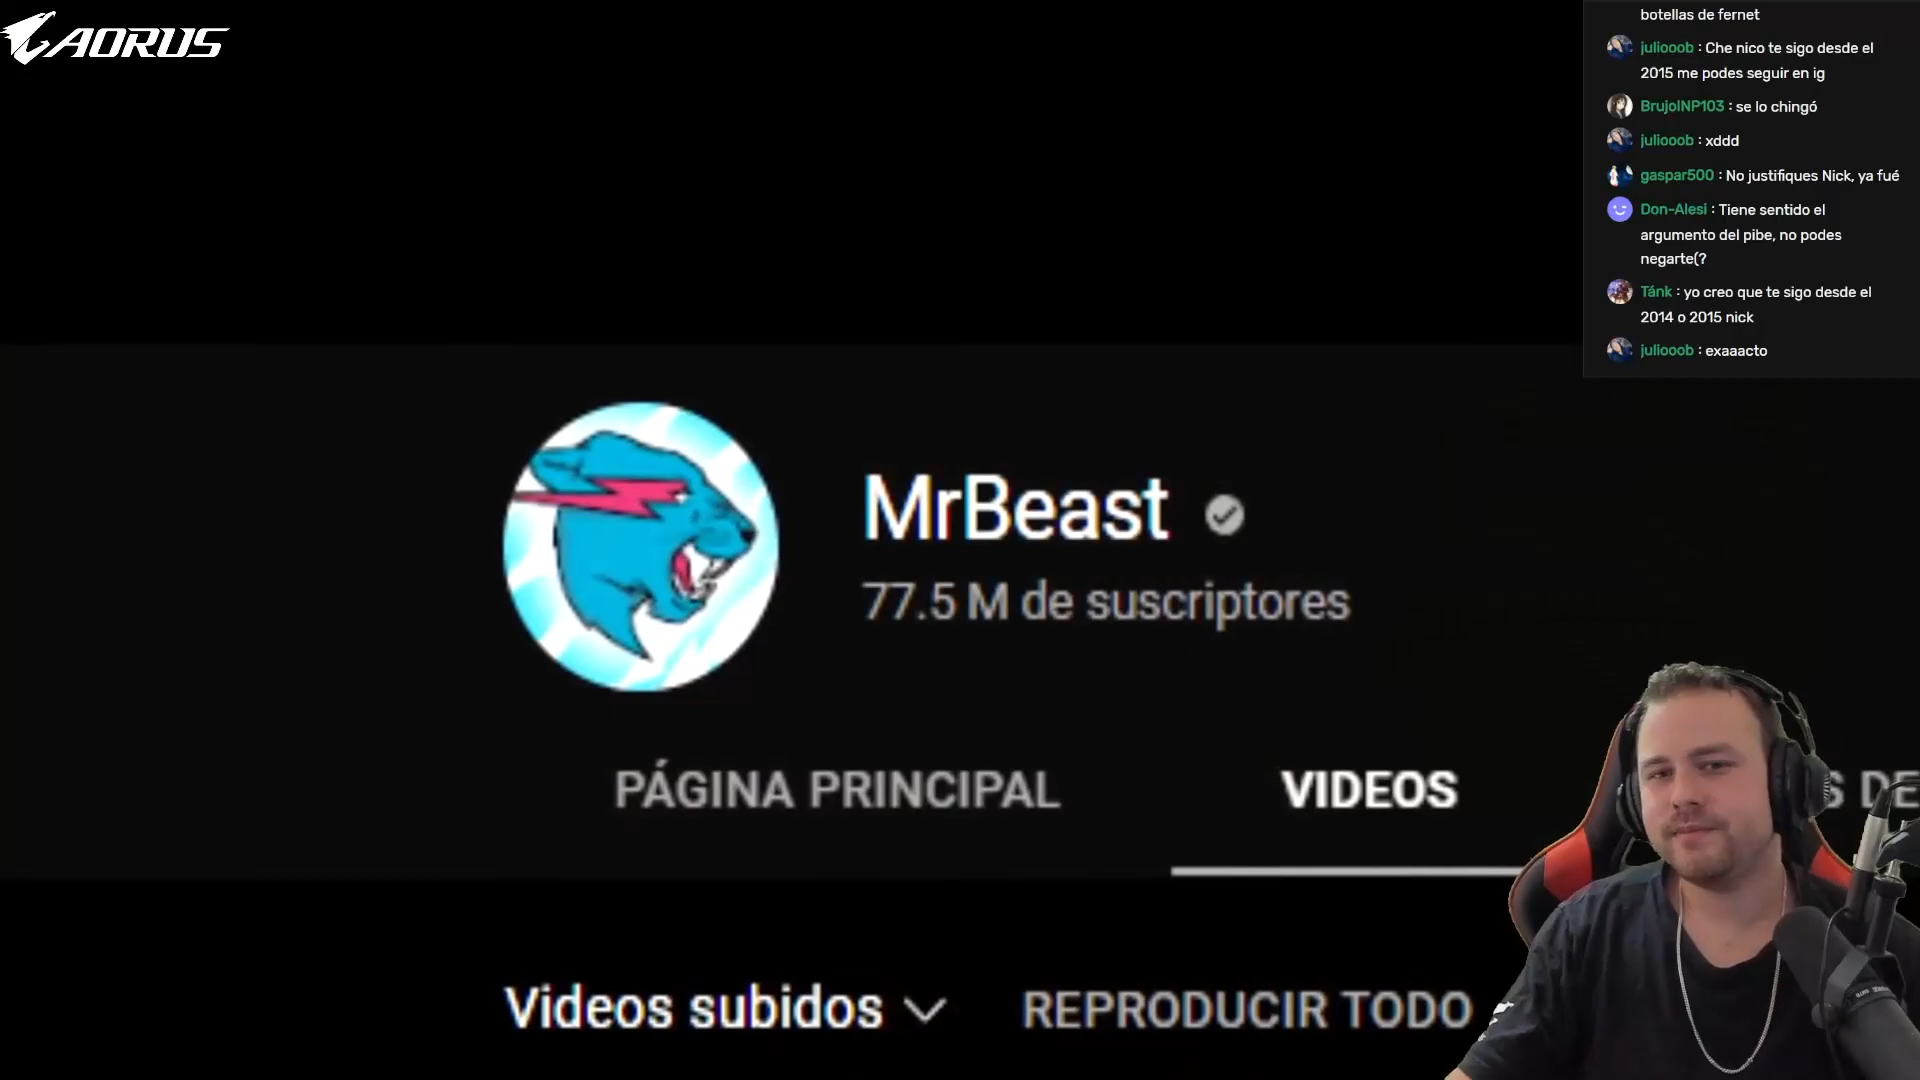 AORUS
botellas de fernet
juliooob : Che nico te sigo desde el
2015 me podes seguir en ig
BrujoINP103 : se lo chingó
juliooob : xddd
gaspar500 : No justifiques Nick, ya fué
Don-Alesi : Tiene sentido el
argumento del pibe, no podes
negarte(?
Tánk : yo creo que te sigo desde el
2014 o 2015 nick
juliooob : exaaacto
MrBeast
77.5 M de suscriptores
PÁGINA PRINCIPAL VIDEOS S DE
Videos subidos REPRODUCIR TODO